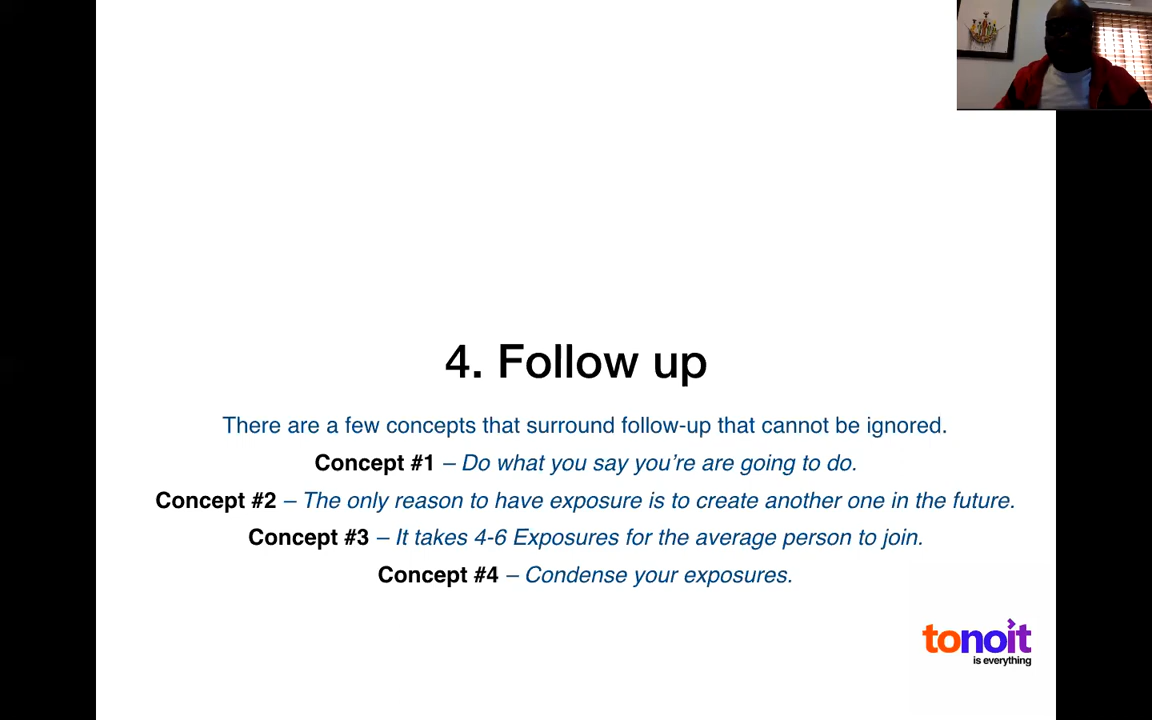 4. Follow up
There are a few concepts that surround follow-up that cannot be ignored.
Concept #1 – Do what you say you’re are going to do.
Concept #2 – The only reason to have exposure is to create another one in the future.
Concept #3 – It takes 4-6 Exposures for the average person to join.
Concept #4 – Condense your exposures.
tonoit
is everything